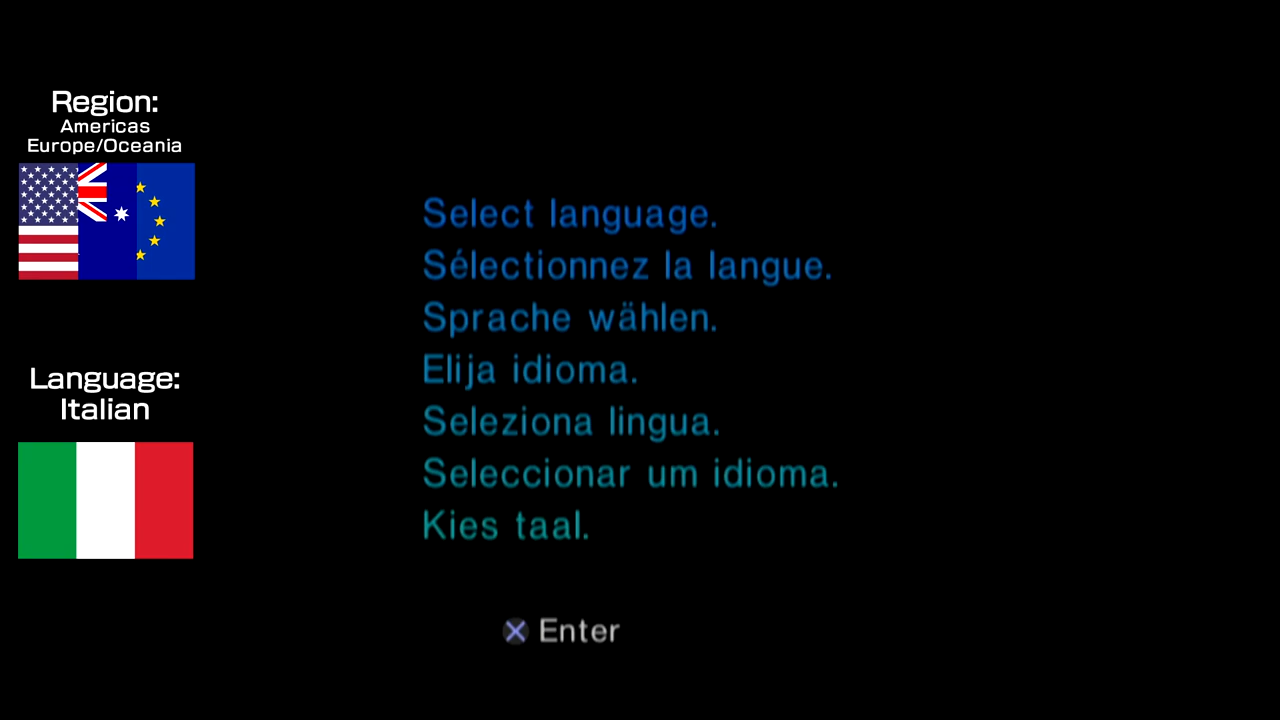 Region:
Americas
Europe/Oceania
Language:
Italian
Select language.
Sélectionnez la langue.
Sprache wählen.
Elija idioma.
Seleziona lingua.
Seleccionar um idioma.
Kies taal.
Enter